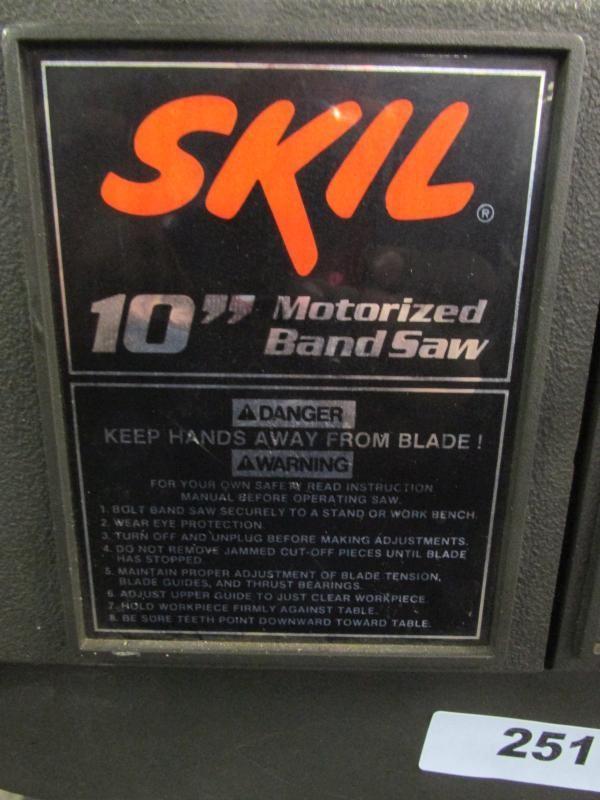 SKIL®
10" Motorized
Band Saw
⚠DANGER
KEEP HANDS AWAY FROM BLADE !
⚠WARNING
FOR YOUR OWN SAFETY READ INSTRUCTION
MANUAL BEFORE OPERATING SAW.
1. BOLT BAND SAW SECURELY TO A STAND OR WORK BENCH.
2. WEAR EYE PROTECTION.
3. TURN OFF AND UNPLUG BEFORE MAKING ADJUSTMENTS.
4. DO NOT REMOVE JAMMED CUT-OFF PIECES UNTIL BLADE
HAS STOPPED.
5. MAINTAIN PROPER ADJUSTMENT OF BLADE TENSION,
BLADE GUIDES, AND THRUST BEARINGS.
6. ADJUST UPPER GUIDE TO JUST CLEAR WORKPIECE.
7. HOLD WORKPIECE FIRMLY AGAINST TABLE.
8. BE SURE TEETH POINT DOWNWARD TOWARD TABLE.
251